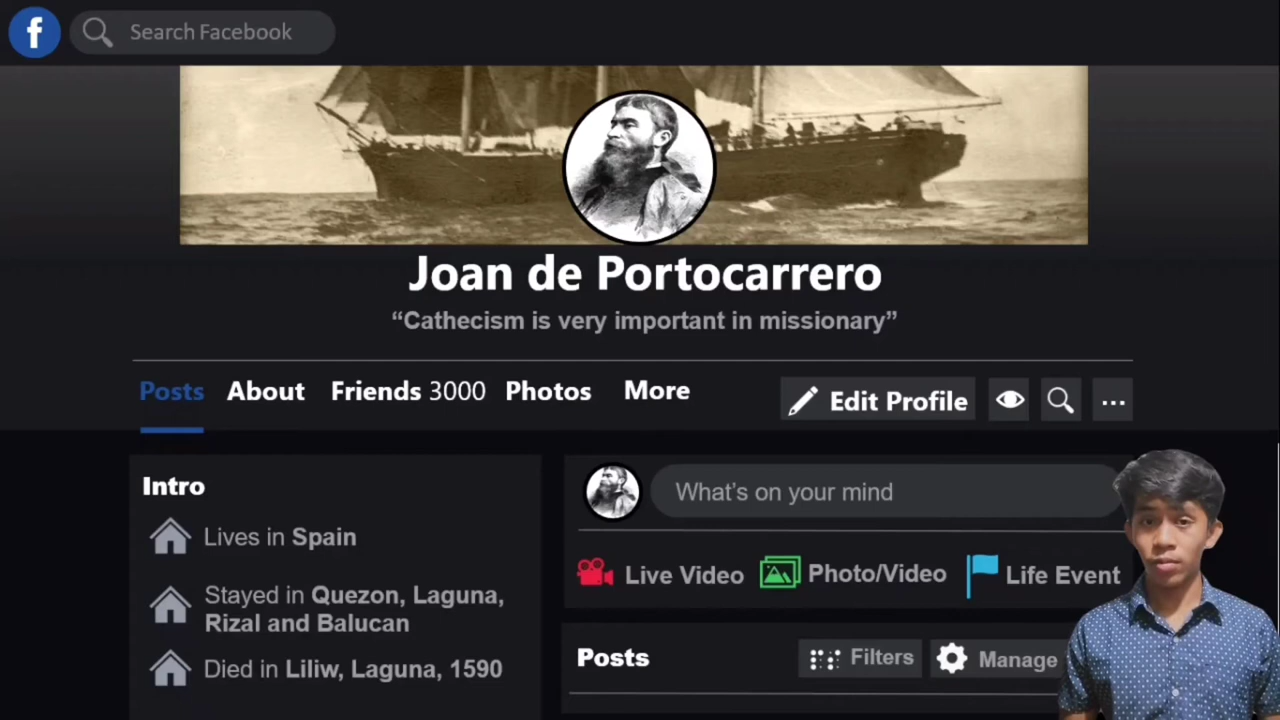 f Search Facebook
Joan de Portocarrero
“Cathecism is very important in missionary”
Posts About Friends 3000 Photos More Edit Profile ...
Intro
What's on your mind
Lives in Spain
Stayed in Quezon, Laguna,
Rizal and Balucan
Died in Liliw, Laguna, 1590
Live Video Photo/Video Life Event
Posts Filters Manage